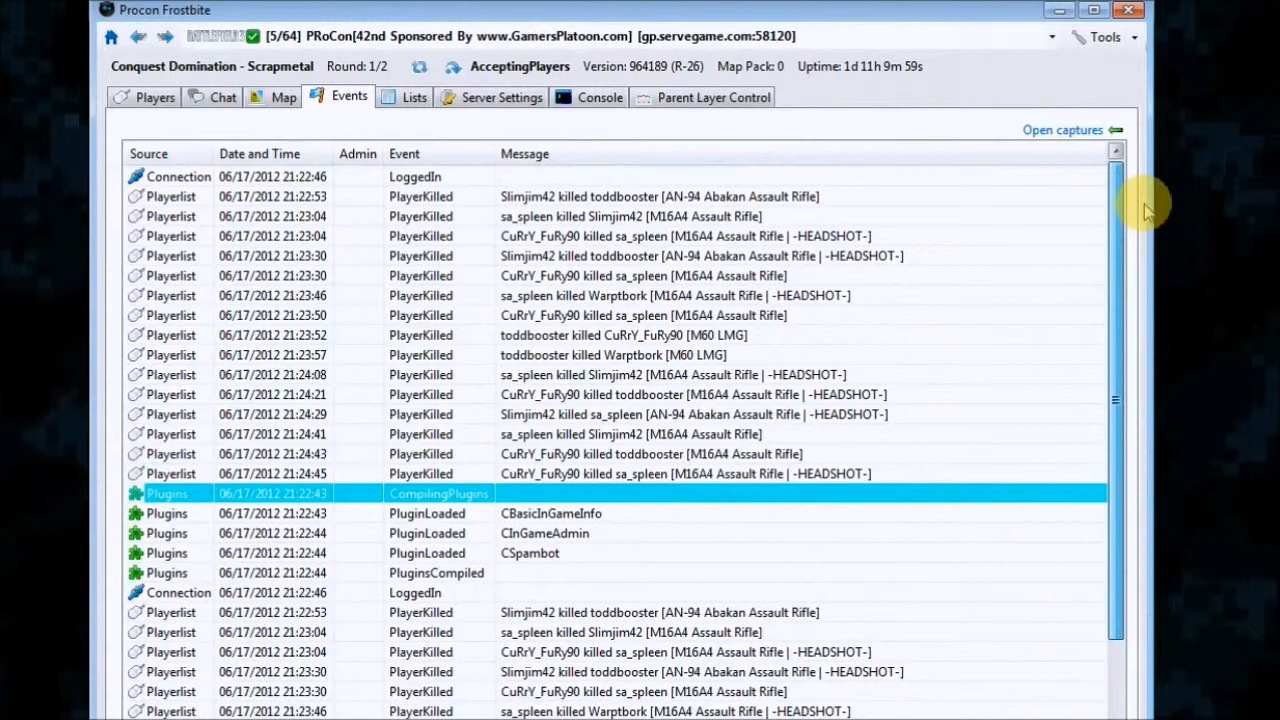 Procon Frostbite
BATTLEFIELD 3 [5/64] PRoCon[42nd Sponsored By www.GamersPlatoon.com] [gp.servegame.com:58120] Tools
Conquest Domination - Scrapmetal Round: 1/2 AcceptingPlayers Version: 964189 (R-26) Map Pack: 0 Uptime: 1d 11h 9m 59s
Players Chat Map Events Lists Server Settings Console Parent Layer Control
Open captures
Source Date and Time Admin Event Message
Connection 06/17/2012 21:22:46 LoggedIn
Playerlist 06/17/2012 21:22:53 PlayerKilled Slimjim42 killed toddbooster [AN-94 Abakan Assault Rifle]
Playerlist 06/17/2012 21:23:04 PlayerKilled sa_spleen killed Slimjim42 [M16A4 Assault Rifle]
Playerlist 06/17/2012 21:23:04 PlayerKilled CuRrY_FuRy90 killed sa_spleen [M16A4 Assault Rifle | -HEADSHOT-]
Playerlist 06/17/2012 21:23:30 PlayerKilled Slimjim42 killed toddbooster [AN-94 Abakan Assault Rifle | -HEADSHOT-]
Playerlist 06/17/2012 21:23:30 PlayerKilled CuRrY_FuRy90 killed sa_spleen [M16A4 Assault Rifle]
Playerlist 06/17/2012 21:23:46 PlayerKilled sa_spleen killed Warptbork [M16A4 Assault Rifle | -HEADSHOT-]
Playerlist 06/17/2012 21:23:50 PlayerKilled CuRrY_FuRy90 killed sa_spleen [M16A4 Assault Rifle]
Playerlist 06/17/2012 21:23:52 PlayerKilled toddbooster killed CuRrY_FuRy90 [M60 LMG]
Playerlist 06/17/2012 21:23:57 PlayerKilled toddbooster killed Warptbork [M60 LMG]
Playerlist 06/17/2012 21:24:08 PlayerKilled sa_spleen killed Slimjim42 [M16A4 Assault Rifle | -HEADSHOT-]
Playerlist 06/17/2012 21:24:21 PlayerKilled CuRrY_FuRy90 killed toddbooster [M16A4 Assault Rifle | -HEADSHOT-]
Playerlist 06/17/2012 21:24:29 PlayerKilled Slimjim42 killed sa_spleen [AN-94 Abakan Assault Rifle | -HEADSHOT-]
Playerlist 06/17/2012 21:24:41 PlayerKilled sa_spleen killed Slimjim42 [M16A4 Assault Rifle]
Playerlist 06/17/2012 21:24:43 PlayerKilled CuRrY_FuRy90 killed toddbooster [M16A4 Assault Rifle]
Playerlist 06/17/2012 21:24:45 PlayerKilled CuRrY_FuRy90 killed sa_spleen [M16A4 Assault Rifle | -HEADSHOT-]
Plugins 06/17/2012 21:22:43 CompilingPlugins
Plugins 06/17/2012 21:22:43 PluginLoaded CBasicInGameInfo
Plugins 06/17/2012 21:22:44 PluginLoaded CInGameAdmin
Plugins 06/17/2012 21:22:44 PluginLoaded CSpambot
Plugins 06/17/2012 21:22:44 PluginsCompiled
Connection 06/17/2012 21:22:46 LoggedIn
Playerlist 06/17/2012 21:22:53 PlayerKilled Slimjim42 killed toddbooster [AN-94 Abakan Assault Rifle]
Playerlist 06/17/2012 21:23:04 PlayerKilled sa_spleen killed Slimjim42 [M16A4 Assault Rifle]
Playerlist 06/17/2012 21:23:04 PlayerKilled CuRrY_FuRy90 killed sa_spleen [M16A4 Assault Rifle | -HEADSHOT-]
Playerlist 06/17/2012 21:23:30 PlayerKilled Slimjim42 killed toddbooster [AN-94 Abakan Assault Rifle | -HEADSHOT-]
Playerlist 06/17/2012 21:23:30 PlayerKilled CuRrY_FuRy90 killed sa_spleen [M16A4 Assault Rifle]
Playerlist 06/17/2012 21:23:46 PlayerKilled sa_spleen killed Warptbork [M16A4 Assault Rifle | -HEADSHOT-]